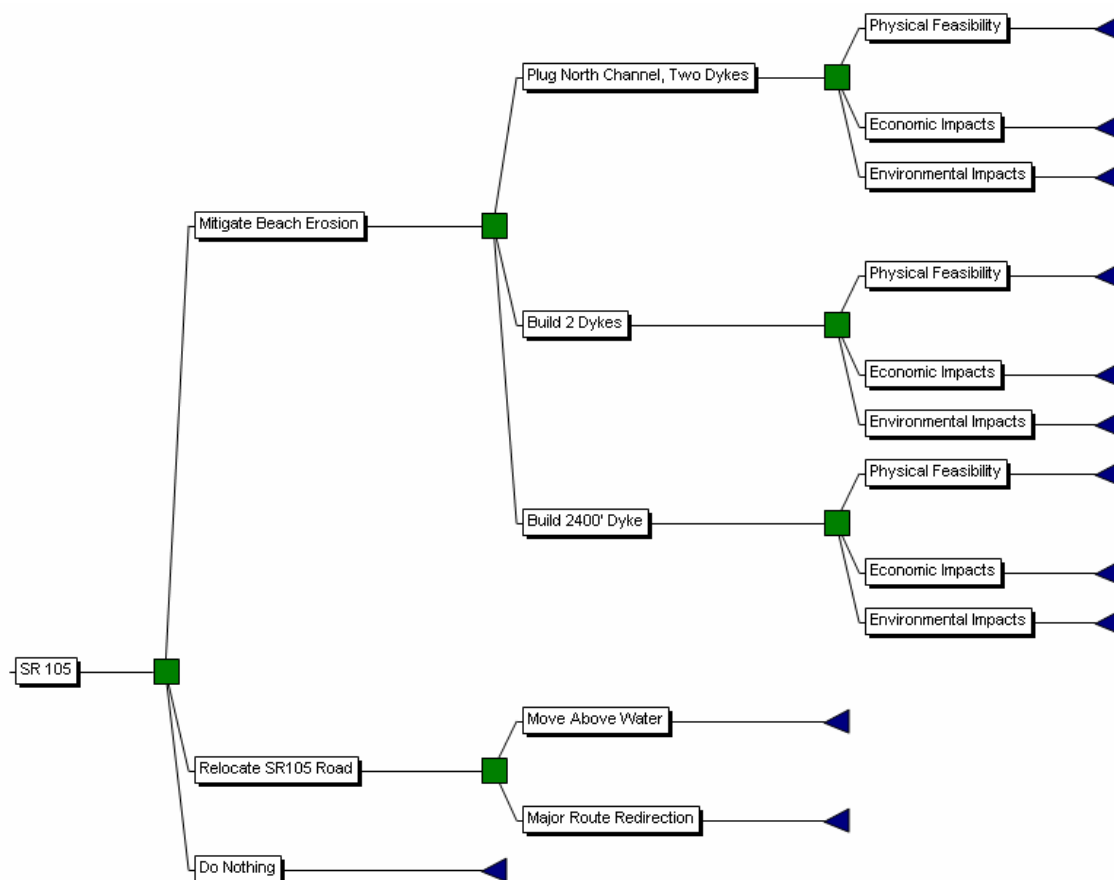 Physical Feasibility
Plug North Channel, Two Dykes
Economic Impacts
Environmental Impacts
Mitigate Beach Erosion
Physical Feasibility
Build 2 Dykes
Economic Impacts
Environmental Impacts
Physical Feasibility
Build 2400' Dyke
Economic Impacts
Environmental Impacts
SR 105
Move Above Water
Relocate SR105 Road
Major Route Redirection
Do Nothing